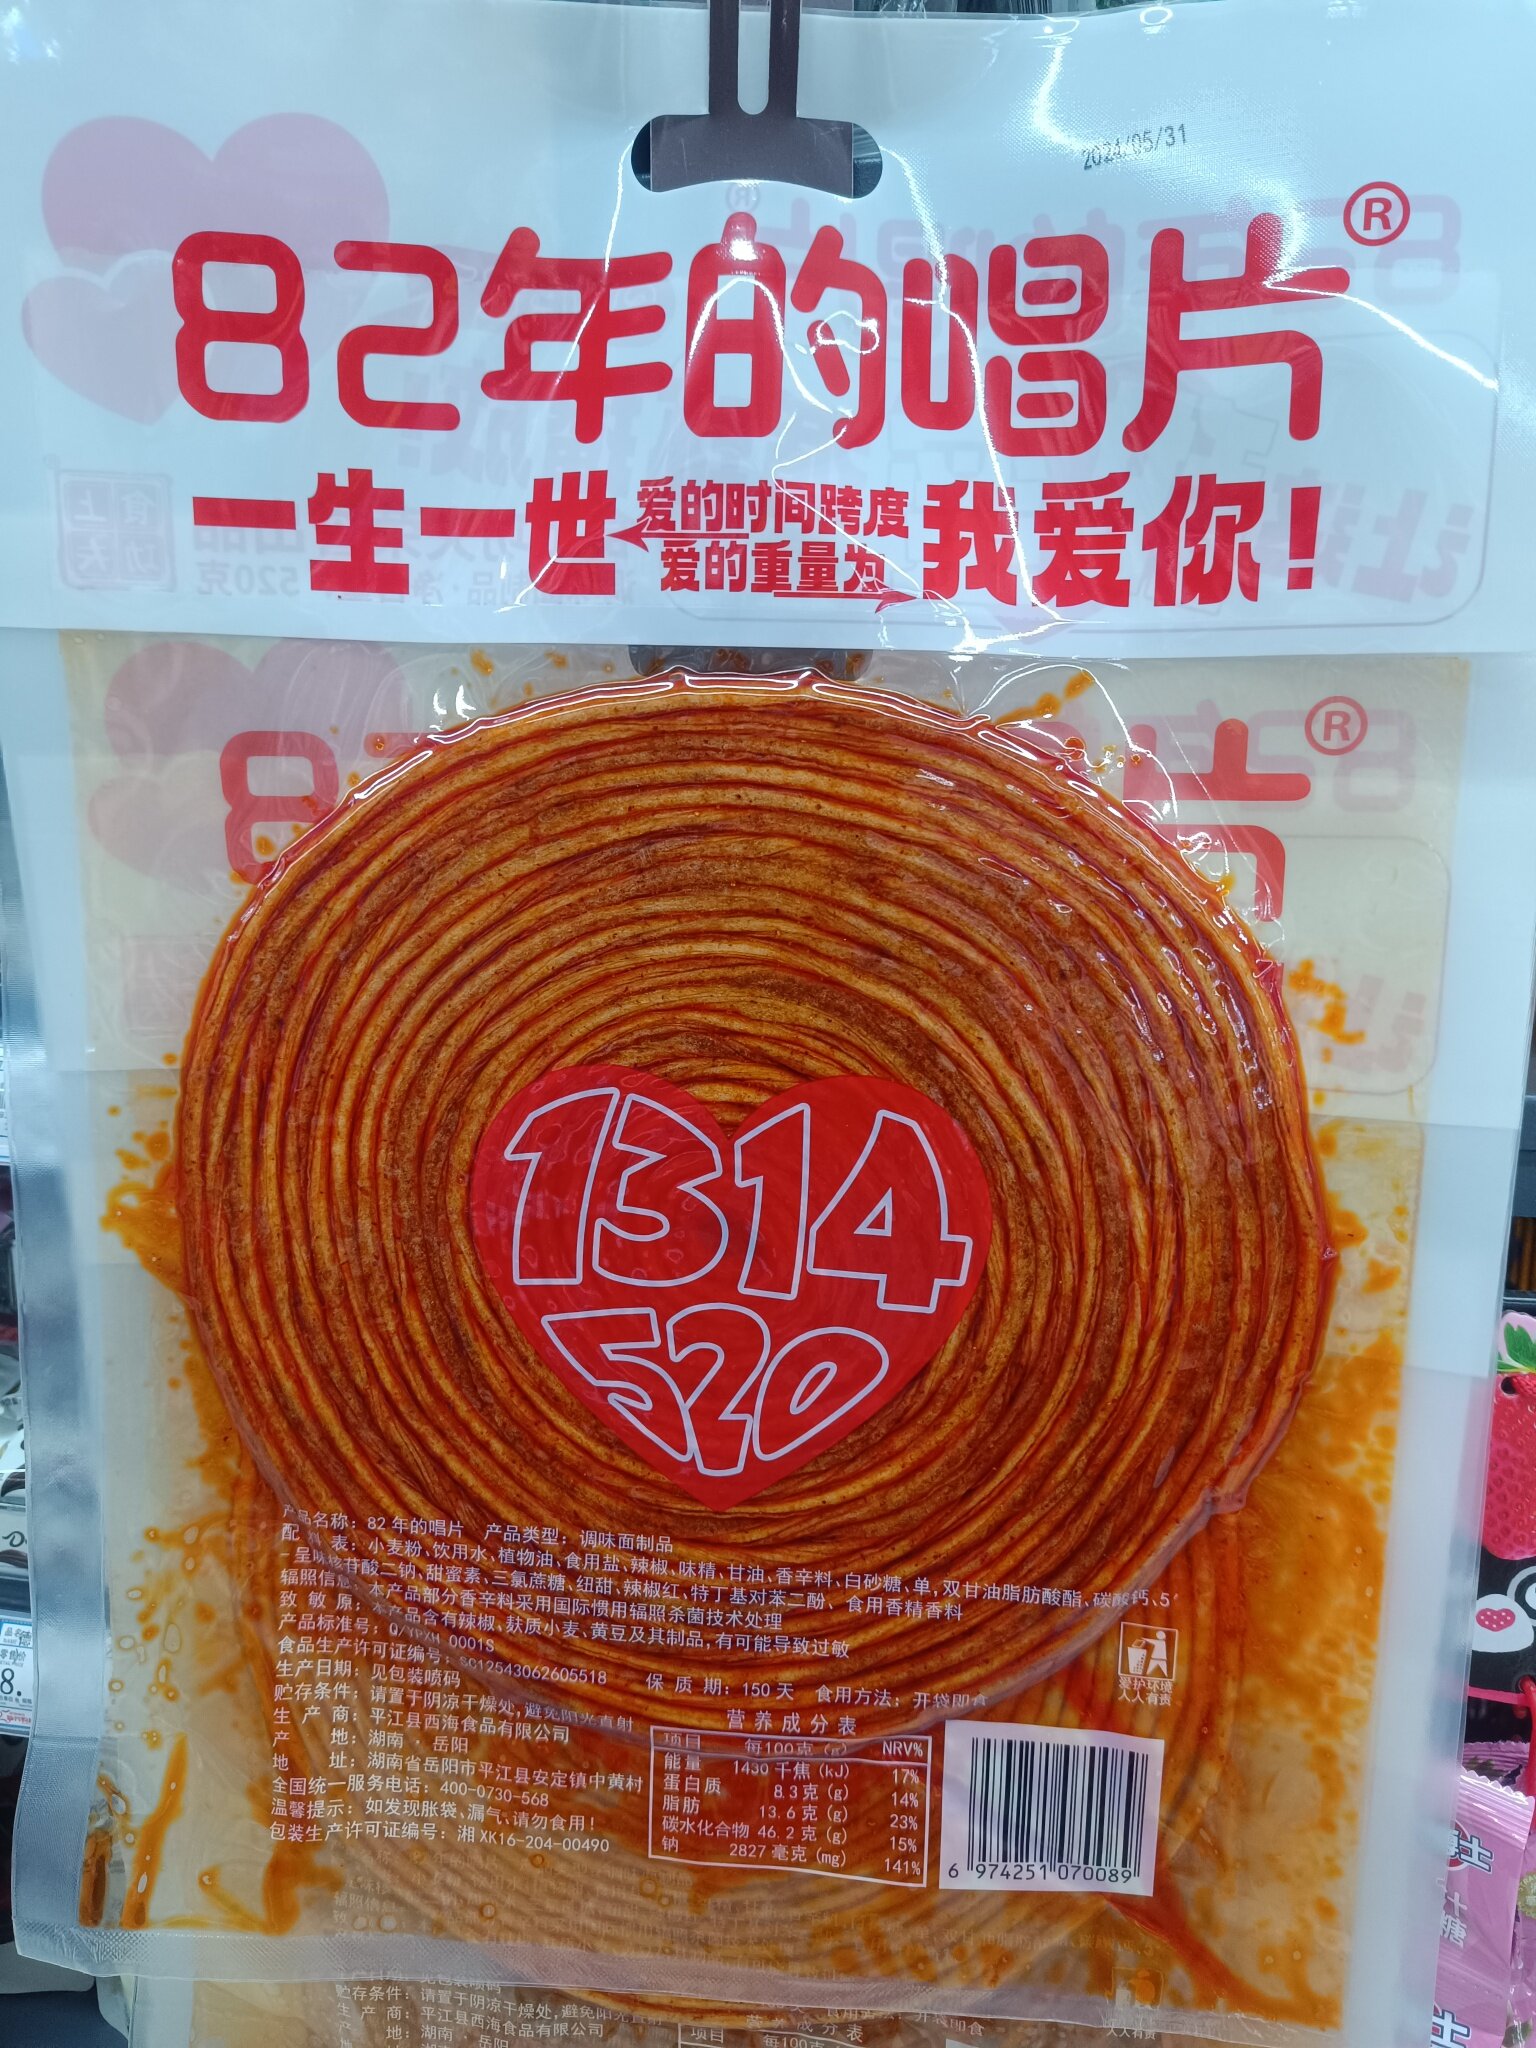 2024/05/31
82年的唱片®
一生一世 爱的时间跨度 我爱你!
爱的重量为
1314
520
产品名称: 82年的唱片 产品类型: 调味面制品
配料表: 小麦粉、饮用水、植物油、食用盐、辣椒、味精、甘油、香辛料、白砂糖、单,双甘油脂肪酸酯、碳酸钙、5'
-呈味核苷酸二钠、甜蜜素、三氯蔗糖、纽甜、辣椒红、特丁基对苯二酚、食用香精香料
辐照信息: 本产品部分香辛料采用国际惯用辐照杀菌技术处理
致敏原: 本产品含有辣椒、麸质小麦、黄豆及其制品,有可能导致过敏
产品标准号: 0001S
食品生产许可证编号: SC12543062605518 保质期: 150天 食用方法: 开袋即食
生产日期: 见包装喷码
贮存条件: 请置于阴凉干燥处,避免阳光直射
生产商: 平江县西海食品有限公司
产地: 湖南·岳阳
地址: 湖南省岳阳市平江县安定镇中黄村
全国统一服务电话: 400-0730-568
温馨提示: 如发现胀袋、漏气,请勿食用!
包装生产许可证编号: 湘XK16-204-00490
营养成分表
项目 每100克(g) NRV%
能量 1430千焦(kJ) 17%
蛋白质 8.3克(g) 14%
脂肪 13.6克(g) 23%
碳水化合物 46.2克(g) 15%
钠 2827毫克(mg) 141%
爱护环境
人人有责
6 974251 070089